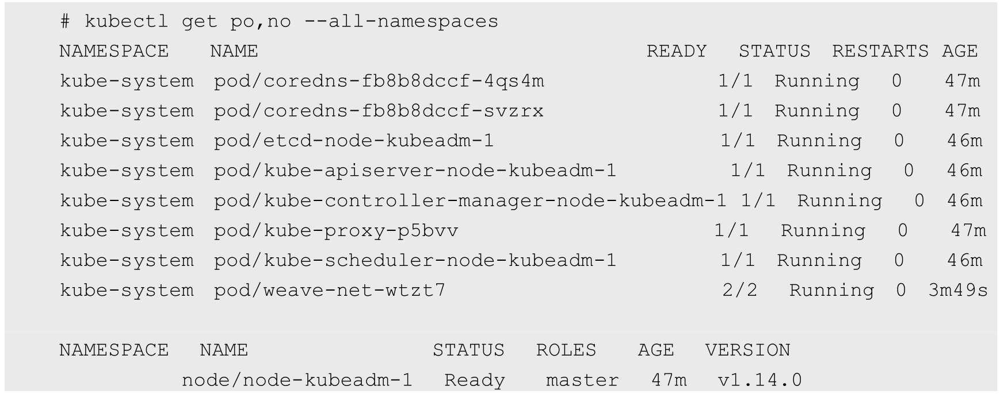 # kubectl get po,no --all-namespaces
NAMESPACE NAME READY STATUS RESTARTS AGE
kube-system pod/coredns-fb8b8dccf-4qs4m 1/1 Running 0 47m
kube-system pod/coredns-fb8b8dccf-svzrx 1/1 Running 0 47m
kube-system pod/etcd-node-kubeadm-1 1/1 Running 0 46m
kube-system pod/kube-apiserver-node-kubeadm-1 1/1 Running 0 46m
kube-system pod/kube-controller-manager-node-kubeadm-1 1/1 Running 0 46m
kube-system pod/kube-proxy-p5bvv 1/1 Running 0 47m
kube-system pod/kube-scheduler-node-kubeadm-1 1/1 Running 0 46m
kube-system pod/weave-net-wtzt7 2/2 Running 0 3m49s
NAMESPACE NAME STATUS ROLES AGE VERSION
node/node-kubeadm-1 Ready master 47m v1.14.0